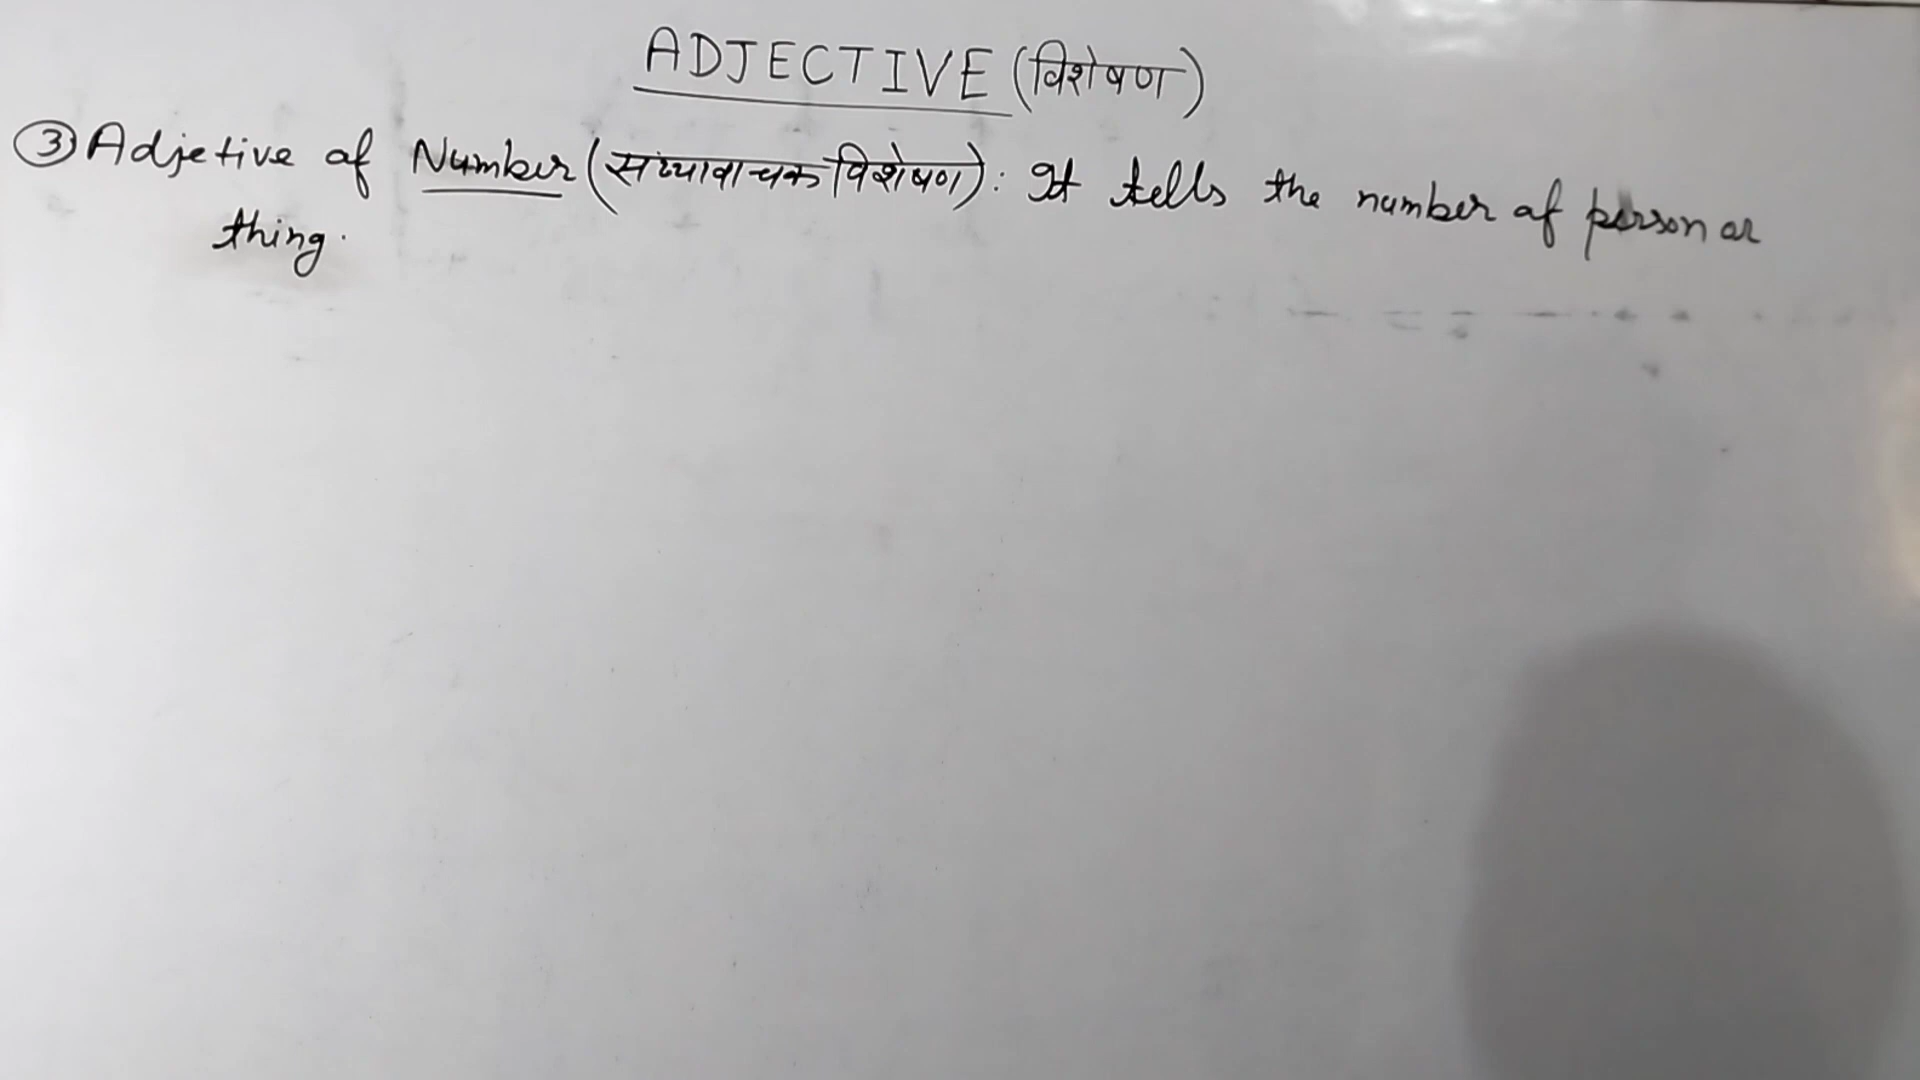 ADJECTIVE (विशेषण)
③ Adjetive of Number (संख्यावाचक विशेषण): It tells the number of person or
thing.